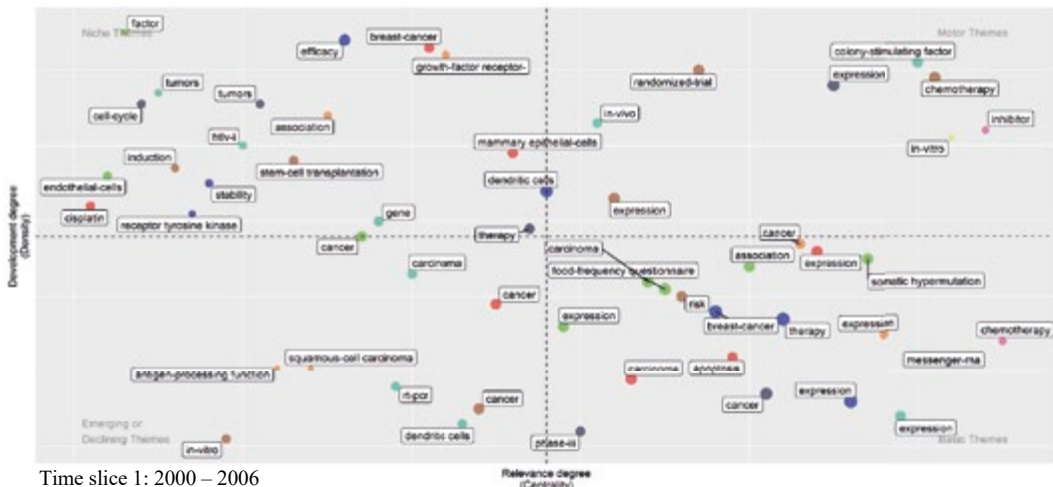 factor
Niche Themes
breast-cancer
efficacy
growth-factor receptor-
Motor Themes
colony-stimulating factor
expression
randomized-trial
chemotherapy
tumors
tumors
cell-cycle
in-vivo
association
inhibitor
in-vitro
mammary epithelial-cells
induction
stem-cell transplantation
endothelial-cells
dendritic cells
stability
cisplatin
gene
expression
receptor tyrosine kinase
therapy
cancer
cancer
carcinoma
association
expression
carcinoma
food-frequency questionnaire
somatic hypermutation
cancer
risk
expression
breast-cancer
therapy
expression
chemotherapy
messenger-rna
squamous-cell carcinoma
antigen-processing function
carcinoma
apoptosis
rt-pcr
cancer
cancer
expression
Emerging or
Declining Themes
dendritic cells
expression
in-vitro
phase-iii
Basic Themes
Development degree
(Density)
Relevance degree
(Centrality)
Time slice 1: 2000 – 2006